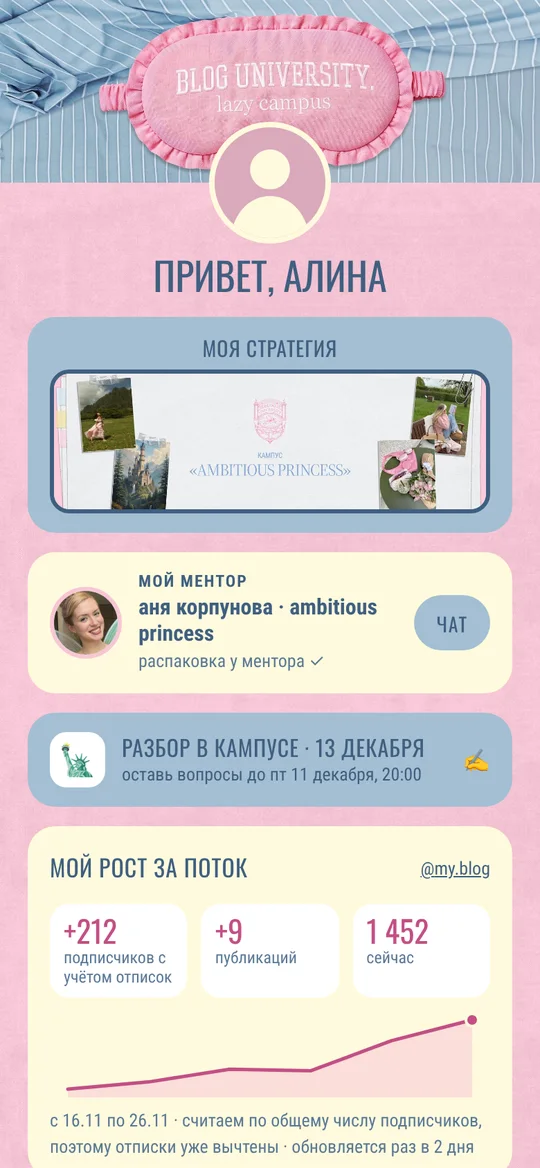 BLOG UNIVERSITY.
lazy campus
ПРИВЕТ, АЛИНА
МОЯ СТРАТЕГИЯ
КАМПУС
«AMBITIOUS PRINCESS»
МОЙ МЕНТОР
аня корпунова · ambitious
princess
распаковка у ментора ✓
ЧАТ
РАЗБОР В КАМПУСЕ · 13 ДЕКАБРЯ
оставь вопросы до пт 11 декабря, 20:00
МОЙ РОСТ ЗА ПОТОК
@my.blog
+212
подписчиков с
учётом отписок
+9
публикаций
1 452
сейчас
с 16.11 по 26.11 · считаем по общему числу подписчиков,
поэтому отписки уже вычтены · обновляется раз в 2 дня